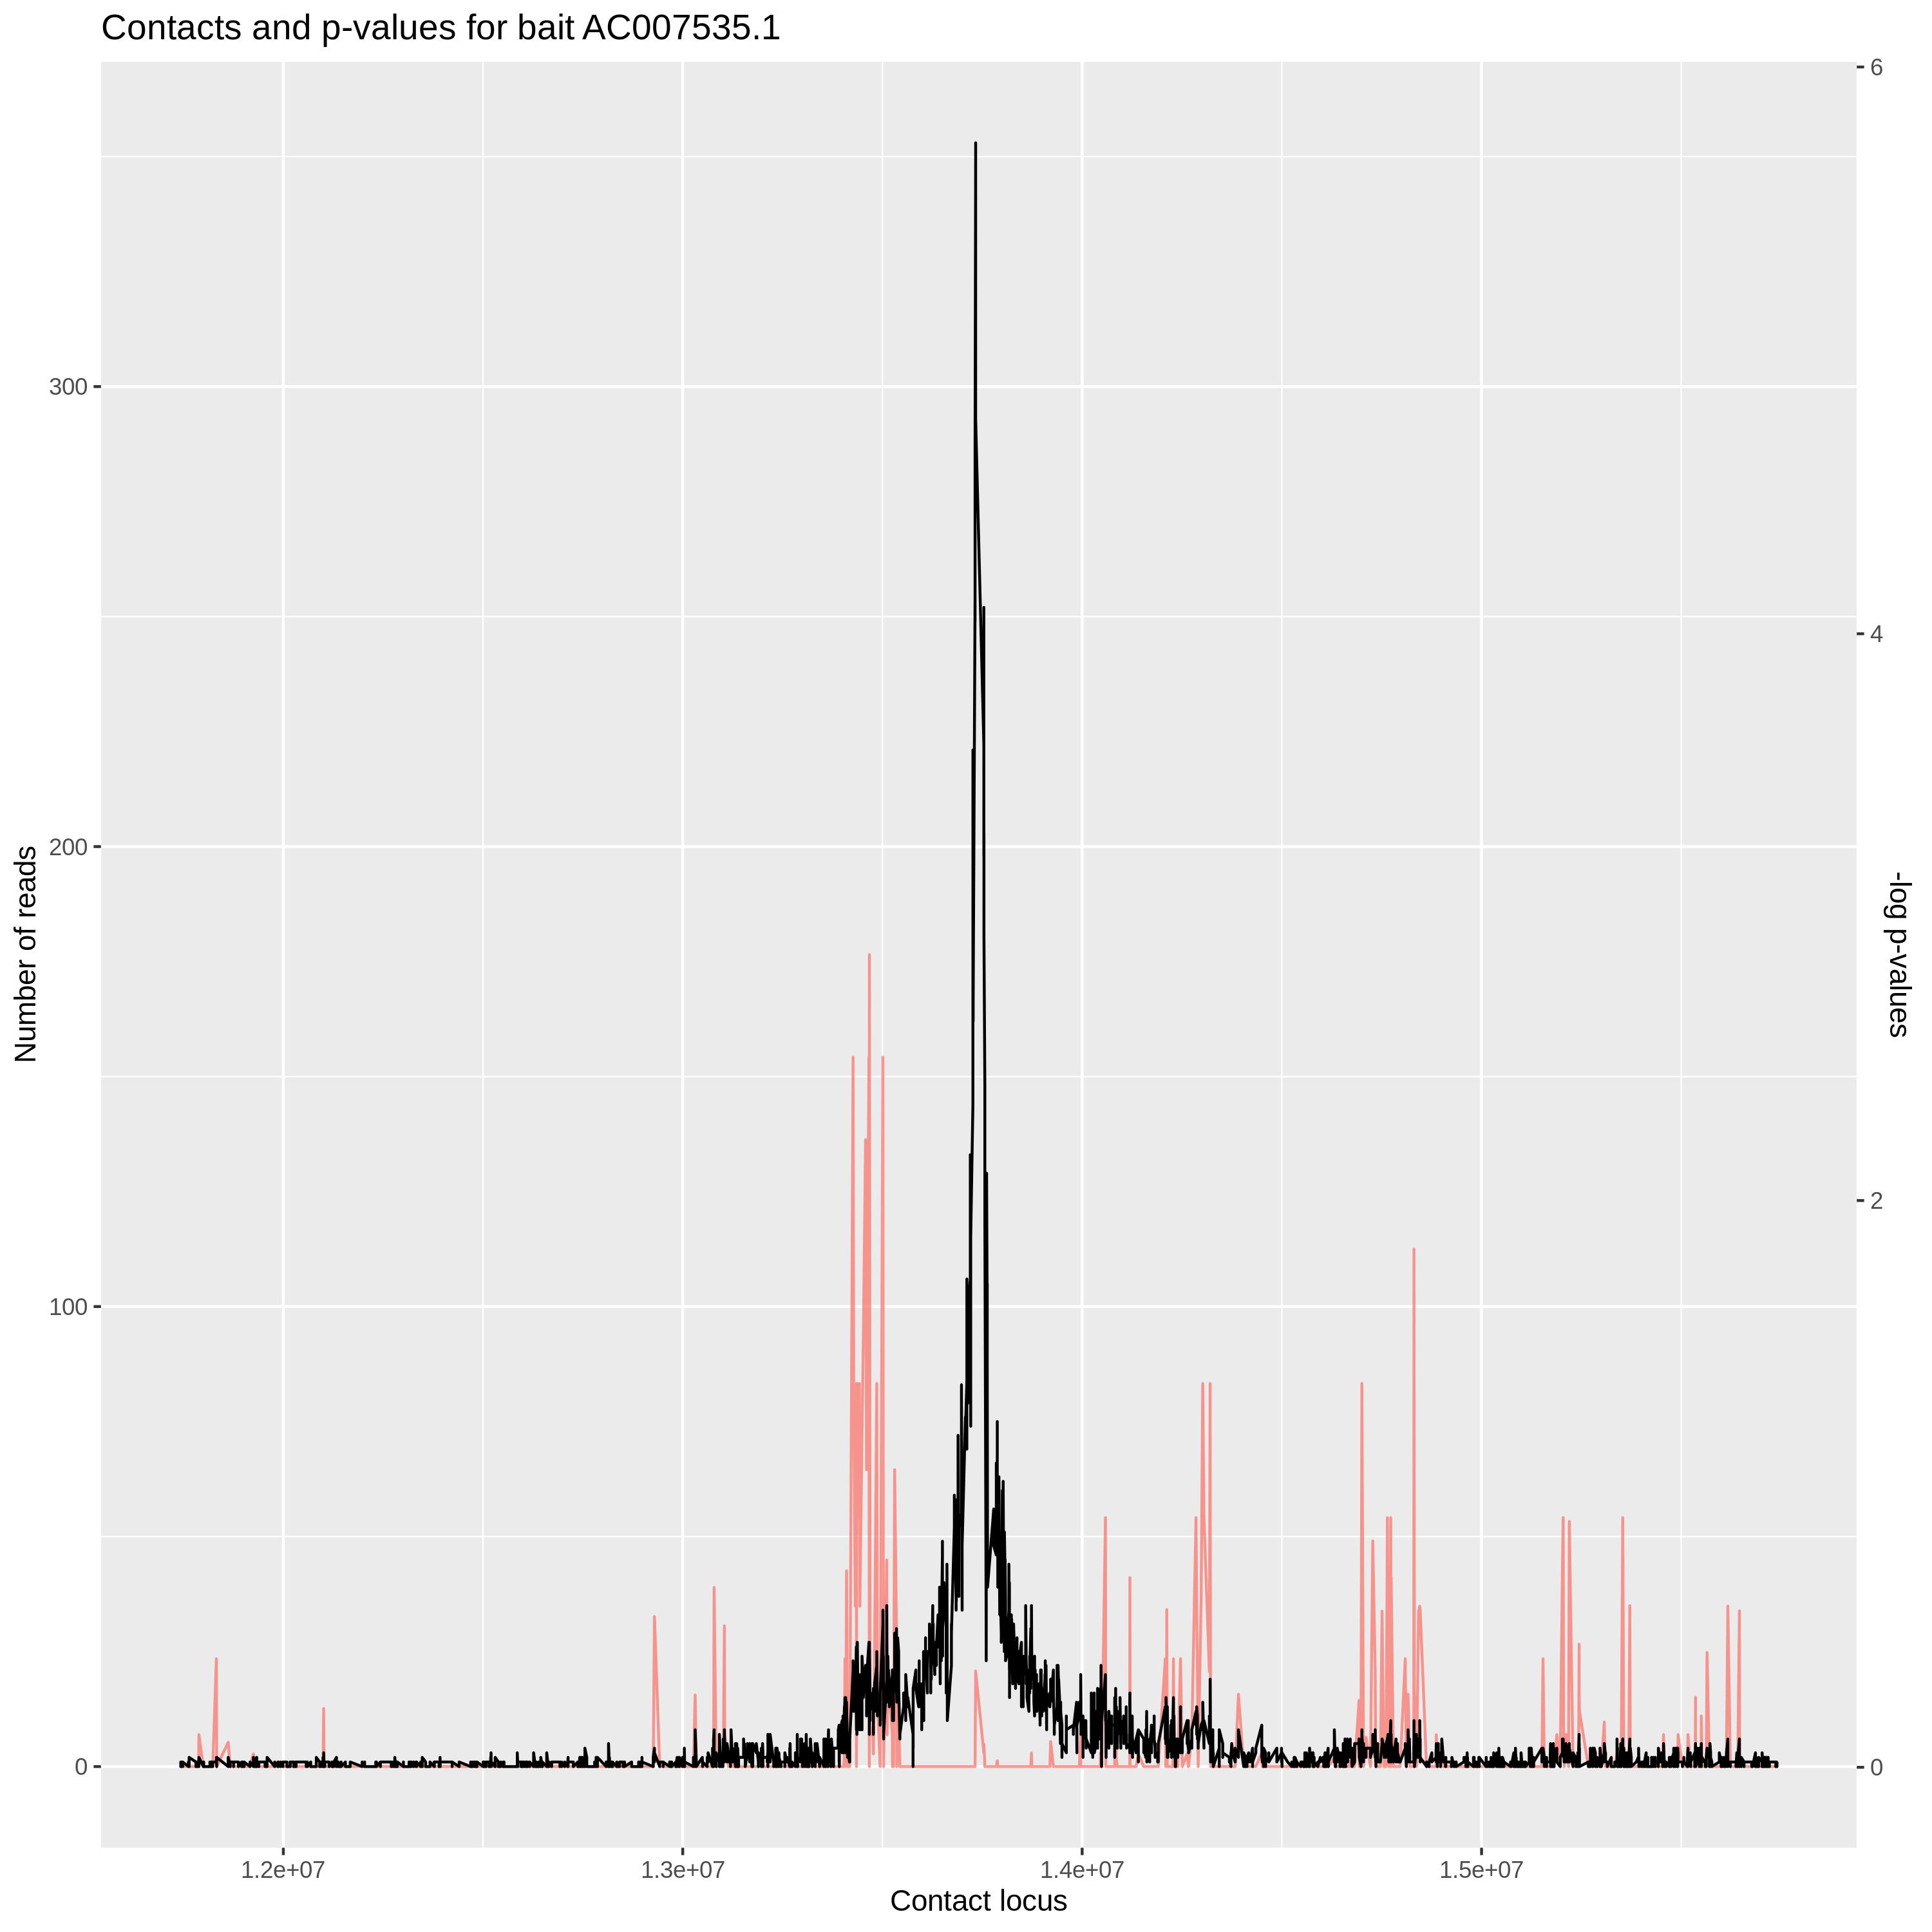 Contacts and p-values for bait AC007535.1
6
300
4
200
Number of reads
-log p-values
2
100
0
0
1.2e+07
1.3e+07
1.4e+07
1.5e+07
Contact locus